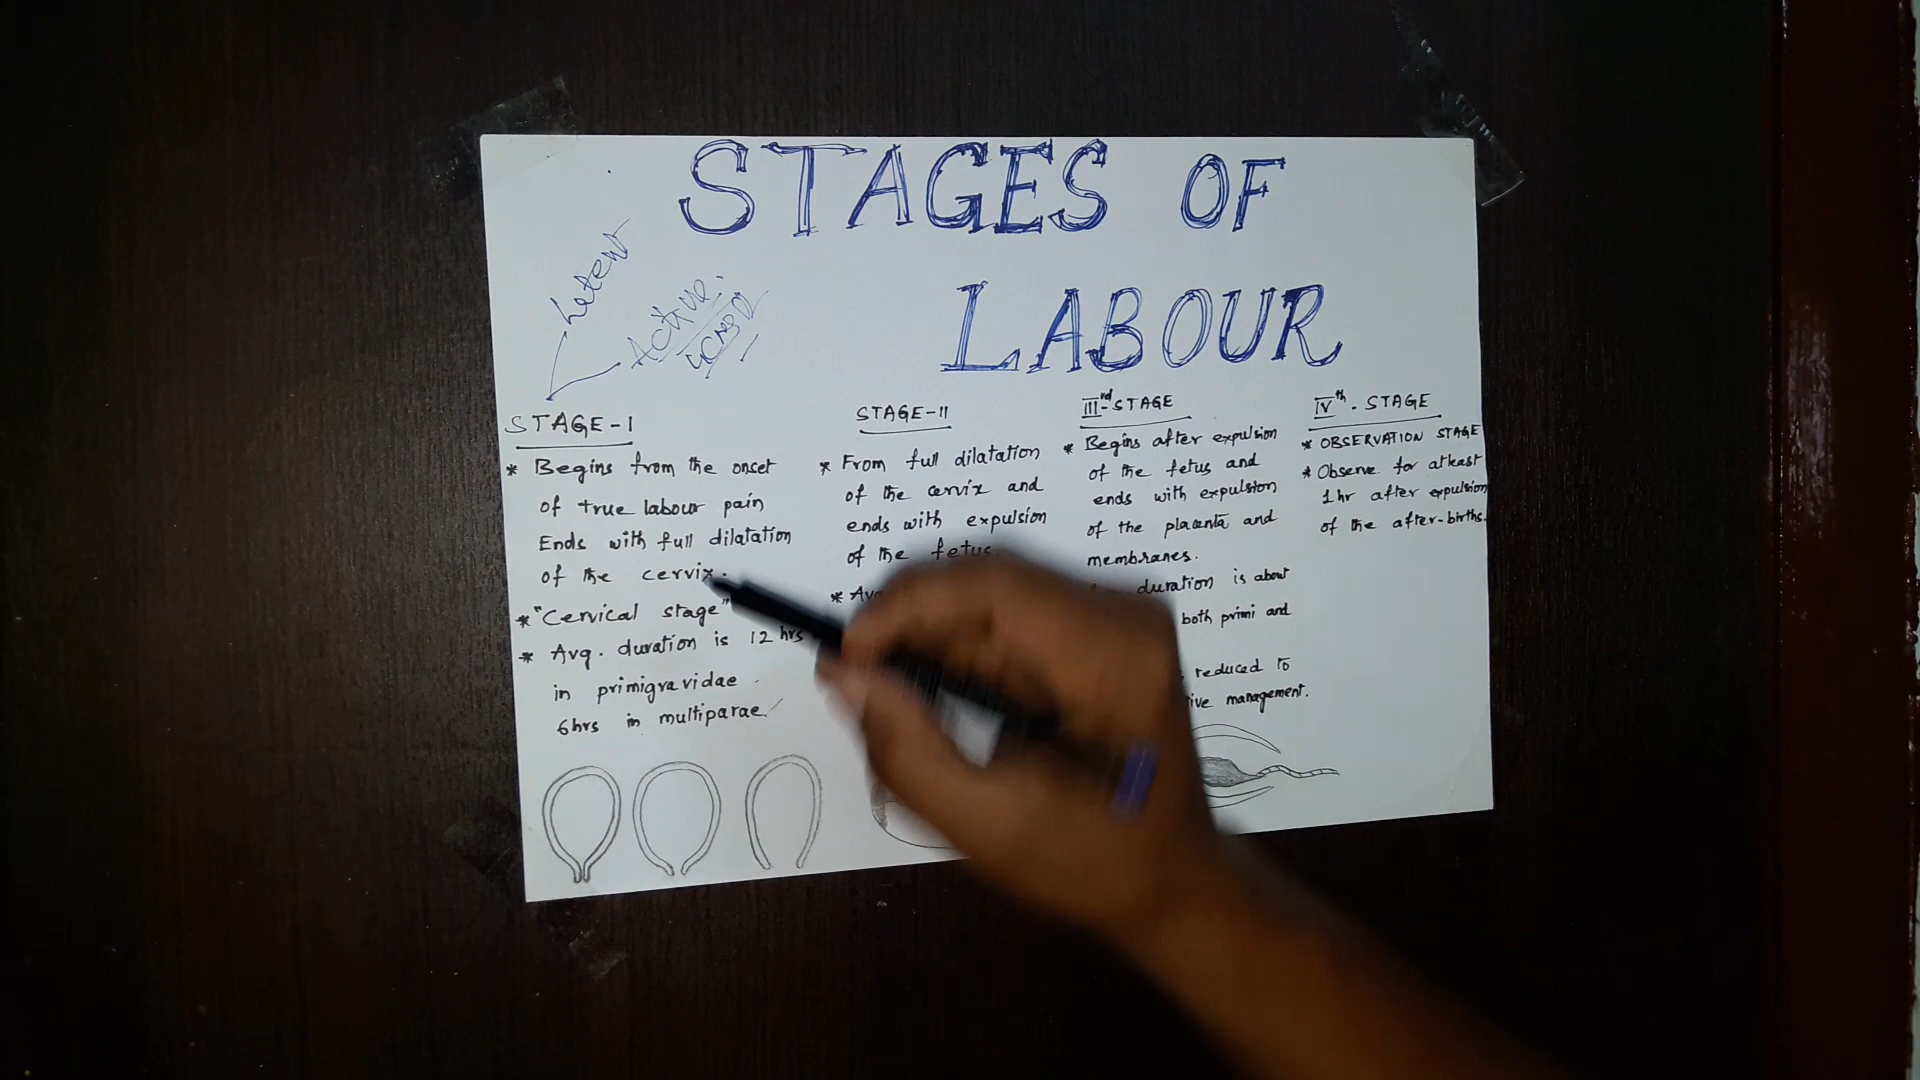 STAGES OF
LABOUR
Latent
Active.
STAGE-I
* Begins from the onset
of true labour pain
Ends with full dilatation
of the cervix.
* "Cervical stage"
* Avg. duration is 12 hrs
in primigravidae
6hrs in multiparae
STAGE-II
* From full dilatation
of the cervix and
ends with expulsion
of the fetus.
*
IIIrd-STAGE
* Begins after expulsion
of the fetus and
ends with expulsion
of the placenta and
membranes.
duration is about
both primi and
reduced to
management.
IVth-STAGE
* OBSERVATION STAGE
* Observe for atleast
1hr after expulsion
of the after-births.